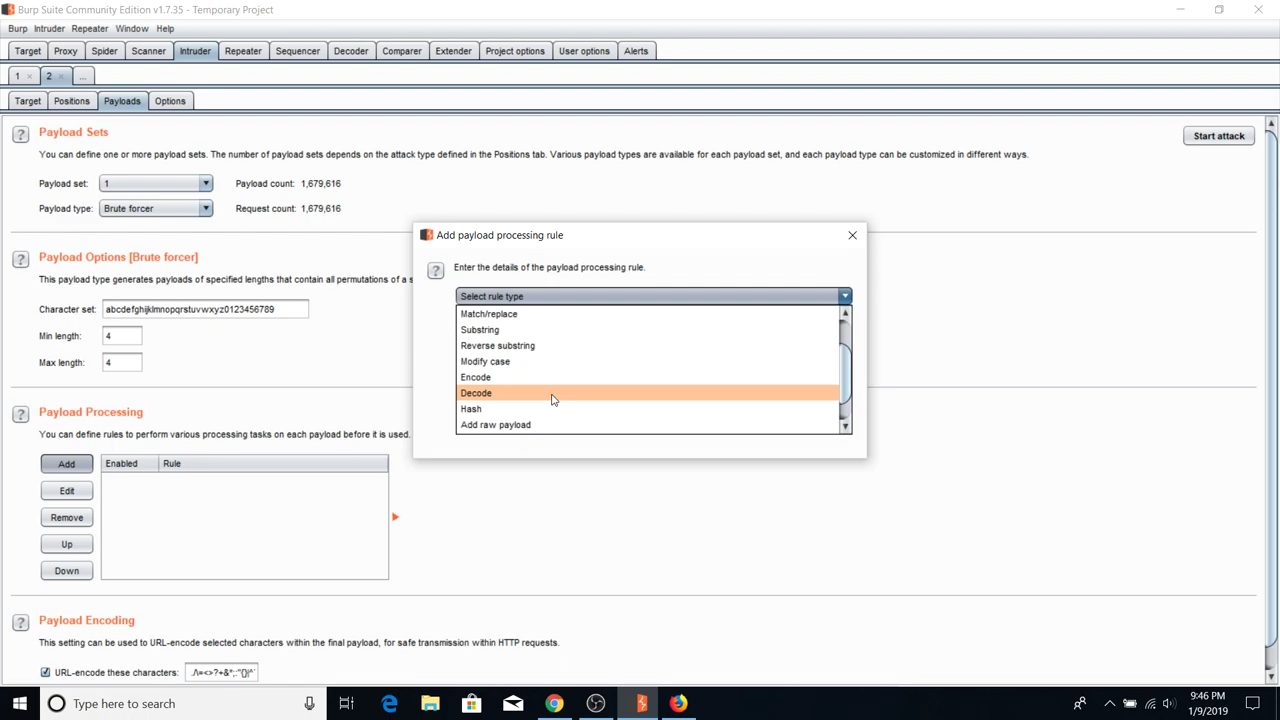 Burp Suite Community Edition v1.7.35 - Temporary Project
Burp Intruder Repeater Window Help
Target Proxy Spider Scanner Intruder Repeater Sequencer Decoder Comparer Extender Project options User options Alerts
1 × 2 × ...
Target Positions Payloads Options
? Payload Sets
Start attack
You can define one or more payload sets. The number of payload sets depends on the attack type defined in the Positions tab. Various payload types are available for each payload set, and each payload type can be customized in different ways.
Payload set: 1 Payload count: 1,679,616
Payload type: Brute forcer Request count: 1,679,616
Add payload processing rule
? Enter the details of the payload processing rule.
Select rule type
Match/replace
Substring
Reverse substring
Modify case
Encode
Decode
Hash
Add raw payload
? Payload Options [Brute forcer]
This payload type generates payloads of specified lengths that contain all permutations of a s
Character set: abcdefghijklmnopqrstuvwxyz0123456789
Min length: 4
Max length: 4
? Payload Processing
You can define rules to perform various processing tasks on each payload before it is used.
Add Enabled Rule
Edit
Remove
Up
Down
? Payload Encoding
This setting can be used to URL-encode selected characters within the final payload, for safe transmission within HTTP requests.
URL-encode these characters: ./\=<>?+&*;:"{}|^`
Type here to search
9:46 PM
1/9/2019